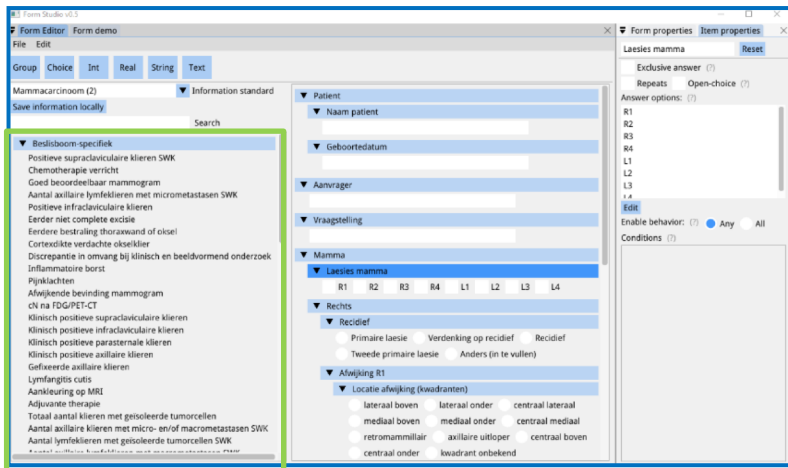 Form Studio v0.5
Form Editor Form demo
File Edit
Group Choice Int Real String Text
Mammacarcinoom (2) Information standard
Save information locally
Search
Beslisboom-specifiek
Positieve supraclaviculaire klieren SWK
Chemotherapie verricht
Goed beoordeelbaar mammogram
Aantal axillaire lymfeklieren met micrometastasen SWK
Positieve infraclaviculaire klieren
Eerder niet complete excisie
Eerdere bestraling thoraxwand of oksel
Cortexdikte verdachte okselklier
Discrepantie in omvang bij klinisch en beeldvormend onderzoek
Inflammatoire borst
Pijnklachten
Afwijkende bevinding mammogram
cN na FDG/PET-CT
Klinisch positieve supraclaviculaire klieren
Klinisch positieve infraclaviculaire klieren
Klinisch positieve parasternale klieren
Klinisch positieve axillaire klieren
Gefixeerde axillaire klieren
Lymfangitis cutis
Aankleuring op MRI
Adjuvante therapie
Totaal aantal klieren met geïsoleerde tumorcellen
Aantal axillaire klieren met micro- en/of macrometastasen SWK
Aantal lymfeklieren met geïsoleerde tumorcellen SWK
Aantal axillaire lymfeklieren met macrometastasen SWK
Patient
Naam patient
Geboortedatum
Aanvrager
Vraagstelling
Mamma
Laesies mamma
R1 R2 R3 R4 L1 L2 L3 L4
Rechts
Recidief
Primaire laesie Verdenking op recidief Recidief
Tweede primaire laesie Anders (in te vullen)
Afwijking R1
Locatie afwijking (kwadranten)
lateraal boven lateraal onder centraal lateraal
mediaal boven mediaal onder centraal mediaal
retromammillair axillaire uitloper centraal boven
centraal onder kwadrant onbekend
Form properties Item properties
Laesies mamma Reset
Exclusive answer (?)
Repeats Open-choice (?)
Answer options: (?)
R1
R2
R3
R4
L1
L2
L3
L4
Edit
Enable behavior: (?) Any All
Conditions (?)